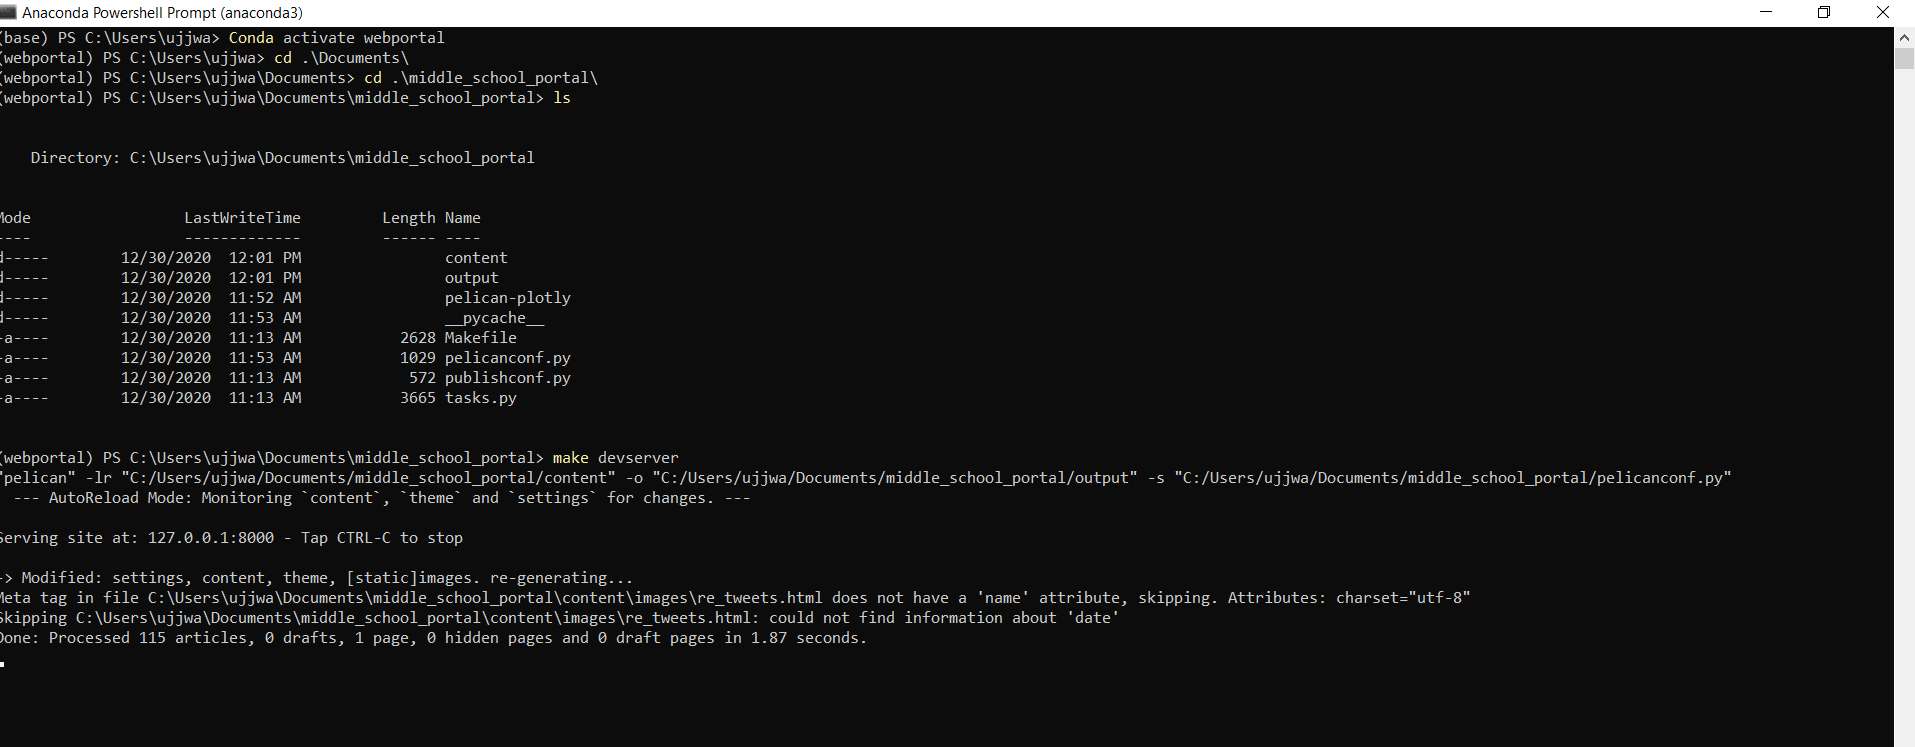 Anaconda Powershell Prompt (anaconda3)
(base) PS C:\Users\ujjwa> Conda activate webportal
(webportal) PS C:\Users\ujjwa> cd .\Documents\
(webportal) PS C:\Users\ujjwa\Documents> cd .\middle_school_portal\
(webportal) PS C:\Users\ujjwa\Documents\middle_school_portal> ls
Directory: C:\Users\ujjwa\Documents\middle_school_portal
Mode LastWriteTime Length Name
---- ------------- ------ ----
d----- 12/30/2020 12:01 PM content
d----- 12/30/2020 12:01 PM output
d----- 12/30/2020 11:52 AM pelican-plotly
d----- 12/30/2020 11:53 AM __pycache__
-a---- 12/30/2020 11:13 AM 2628 Makefile
-a---- 12/30/2020 11:53 AM 1029 pelicanconf.py
-a---- 12/30/2020 11:13 AM 572 publishconf.py
-a---- 12/30/2020 11:13 AM 3665 tasks.py
(webportal) PS C:\Users\ujjwa\Documents\middle_school_portal> make devserver
"pelican" -lr "C:/Users/ujjwa/Documents/middle_school_portal/content" -o "C:/Users/ujjwa/Documents/middle_school_portal/output" -s "C:/Users/ujjwa/Documents/middle_school_portal/pelicanconf.py"
--- AutoReload Mode: Monitoring `content`, `theme` and `settings` for changes. ---
Serving site at: 127.0.0.1:8000 - Tap CTRL-C to stop
-> Modified: settings, content, theme, [static]images. re-generating...
Meta tag in file C:\Users\ujjwa\Documents\middle_school_portal\content\images\re_tweets.html does not have a 'name' attribute, skipping. Attributes: charset="utf-8"
Skipping C:\Users\ujjwa\Documents\middle_school_portal\content\images\re_tweets.html: could not find information about 'date'
Done: Processed 115 articles, 0 drafts, 1 page, 0 hidden pages and 0 draft pages in 1.87 seconds.